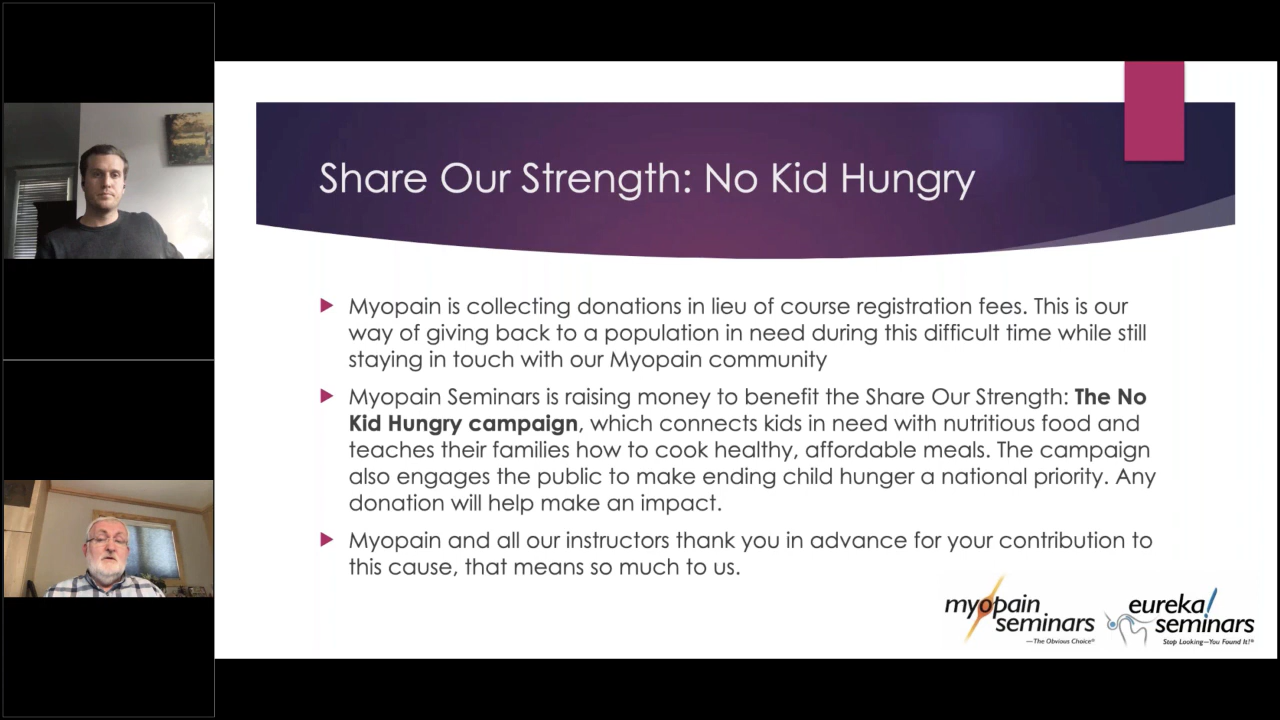 Share Our Strength: No Kid Hungry
Myopain is collecting donations in lieu of course registration fees. This is our
way of giving back to a population in need during this difficult time while still
staying in touch with our Myopain community
Myopain Seminars is raising money to benefit the Share Our Strength: The No
Kid Hungry campaign, which connects kids in need with nutritious food and
teaches their families how to cook healthy, affordable meals. The campaign
also engages the public to make ending child hunger a national priority. Any
donation will help make an impact.
Myopain and all our instructors thank you in advance for your contribution to
this cause, that means so much to us.
myopain
seminars
—The Obvious Choice®
eureka!
seminars
Stop Looking—You Found It!®